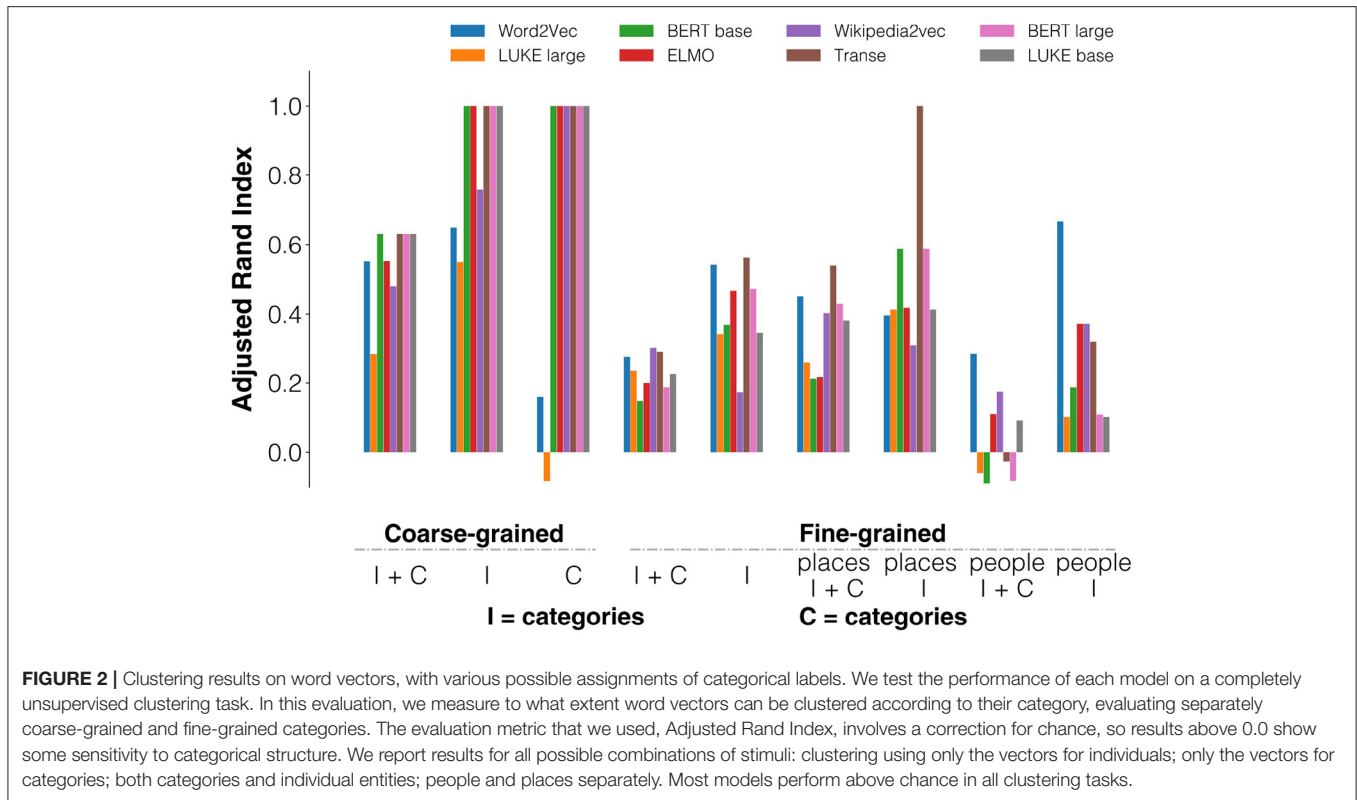 Word2Vec BERT base Wikipedia2vec BERT large
LUKE large ELMO Transe LUKE base
Adjusted Rand Index
1.0
0.8
0.6
0.4
0.2
0.0
Coarse-grained Fine-grained
I + C I C I + C I places places people people
I + C I I + C I
I = categories C = categories
FIGURE 2 | Clustering results on word vectors, with various possible assignments of categorical labels. We test the performance of each model on a completely
unsupervised clustering task. In this evaluation, we measure to what extent word vectors can be clustered according to their category, evaluating separately
coarse-grained and fine-grained categories. The evaluation metric that we used, Adjusted Rand Index, involves a correction for chance, so results above 0.0 show
some sensitivity to categorical structure. We report results for all possible combinations of stimuli: clustering using only the vectors for individuals; only the vectors for
categories; both categories and individual entities; people and places separately. Most models perform above chance in all clustering tasks.